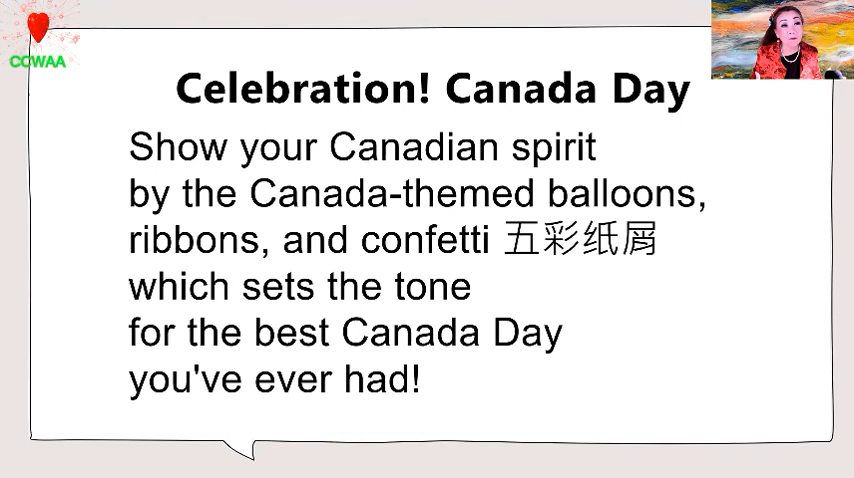 CCWAA
Celebration! Canada Day
Show your Canadian spirit
by the Canada-themed balloons,
ribbons, and confetti 五彩纸屑
which sets the tone
for the best Canada Day
you've ever had!